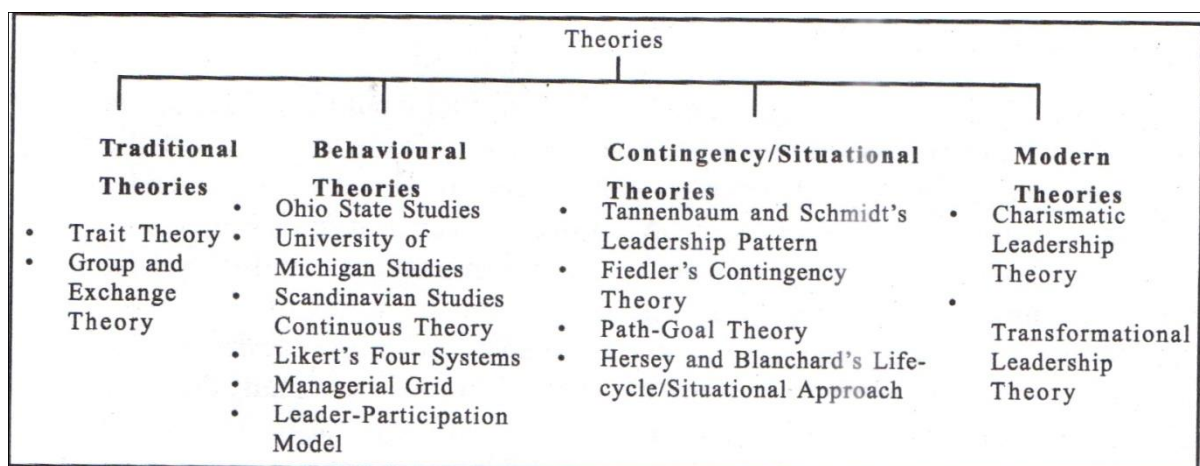 Theories
Traditional
Theories
• Trait Theory
• Group and
Exchange
Theory
Behavioural
Theories
• Ohio State Studies
• University of
Michigan Studies
• Scandinavian Studies
Continuous Theory
• Likert's Four Systems
• Managerial Grid
• Leader-Participation
Model
Contingency/Situational
Theories
• Tannenbaum and Schmidt's
Leadership Pattern
• Fiedler's Contingency
Theory
• Path-Goal Theory
• Hersey and Blanchard's Life-
cycle/Situational Approach
Modern
Theories
• Charismatic
Leadership
Theory
•
Transformational
Leadership
Theory